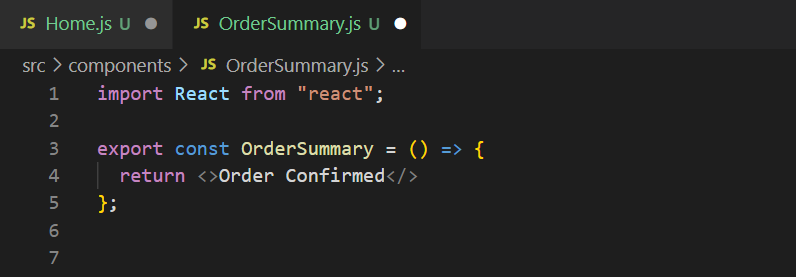 JS Home.js U JS OrderSummary.js U
src > components > JS OrderSummary.js > ...
1 import React from "react";
2
3 export const OrderSummary = () => {
4   return <>Order Confirmed</>
5 };
6
7